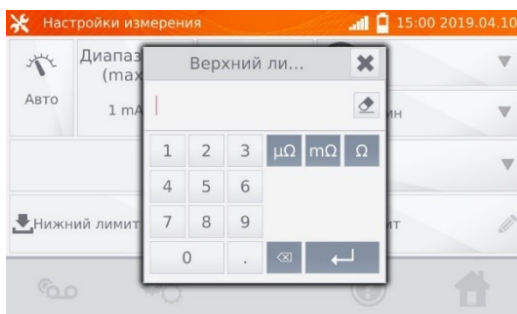 Настройки измерения 15:00 2019.04.10
Диапаз
(max
Авто
1 mA
Верхний ли...
ин
1 2 3 µΩ mΩ Ω
4 5 6
7 8 9
0 .
Нижний лимит
ит